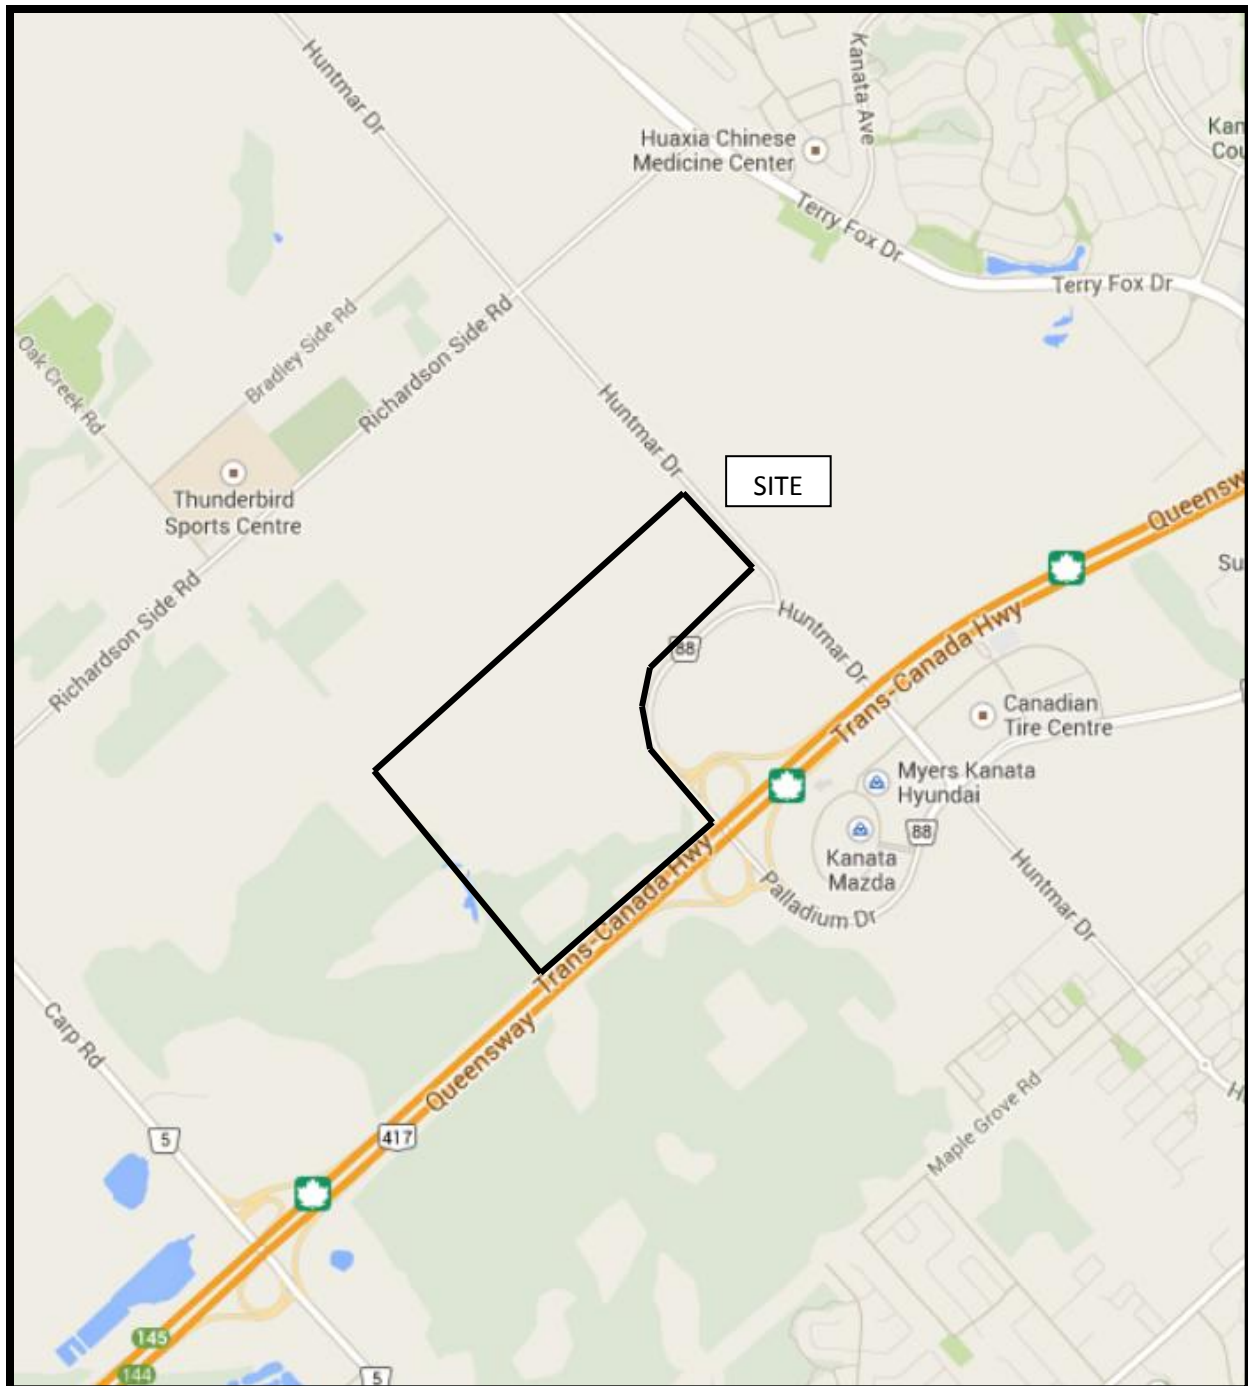 Huntmar Dr
Kanata Ave
Huaxia Chinese
Medicine Center
Kan
Cou
Terry Fox Dr
Terry Fox Dr
Bradley Side Rd
Richardson Side Rd
Oak Creek Rd
Huntmar Dr
SITE
Thunderbird
Sports Centre
Queensw
Su
Richardson Side Rd
88
Huntmar Dr
Trans-Canada Hwy
Canadian
Tire Centre
Myers Kanata
Hyundai
88
Kanata
Mazda
Palladium Dr
Huntmar Dr
Trans-Canada Hwy
Queensway
Carp Rd
5
417
Maple Grove Rd
H
145
144
5